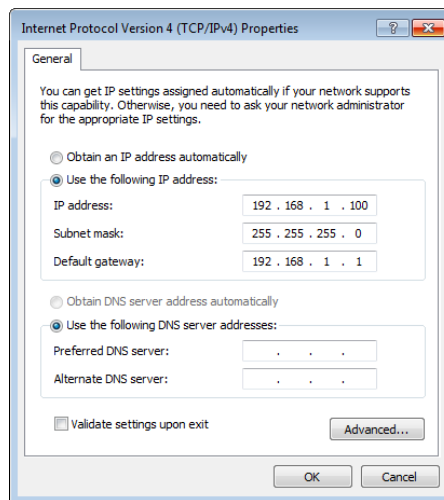 Internet Protocol Version 4 (TCP/IPv4) Properties
General
You can get IP settings assigned automatically if your network supports
this capability. Otherwise, you need to ask your network administrator
for the appropriate IP settings.
Obtain an IP address automatically
Use the following IP address:
IP address: 192 . 168 . 1 . 100
Subnet mask: 255 . 255 . 255 . 0
Default gateway: 192 . 168 . 1 . 1
Obtain DNS server address automatically
Use the following DNS server addresses:
Preferred DNS server: . . .
Alternate DNS server: . . .
Validate settings upon exit
Advanced...
OK Cancel